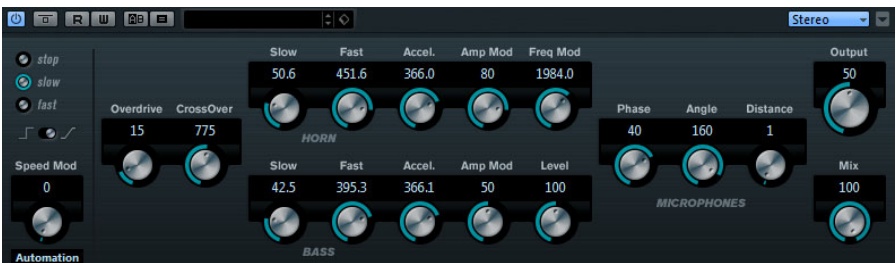 R W AB Stereo
stop
slow
fast
Speed Mod
0
Automation
Overdrive CrossOver
15 775
Slow Fast Accel. Amp Mod Freq Mod
50.6 451.6 366.0 80 1984.0
HORN
Slow Fast Accel. Amp Mod Level
42.5 395.3 366.1 50 100
BASS
Phase Angle Distance
40 160 1
MICROPHONES
Output
50
Mix
100